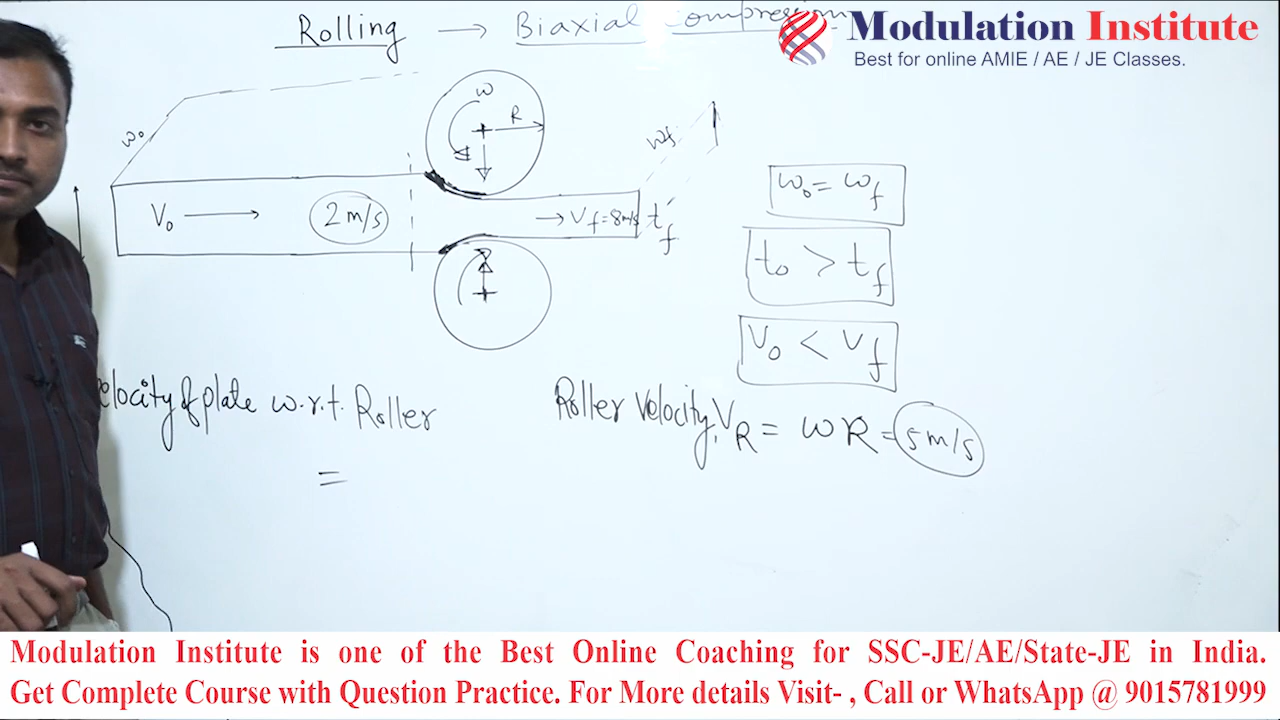 Rolling → Biaxial Compression
Modulation Institute
Best for online AMIE / AE / JE Classes.
ω
R
w₀
wf
V₀ →
2 m/s
→ Vf = 8 m/s
tf
w₀ = wf
t₀ > tf
V₀ < Vf
elocity of plate w.r.t. Roller
=
Roller Velocity, VR = ωR = 5 m/s
Modulation Institute is one of the Best Online Coaching for SSC-JE/AE/State-JE in India.
Get Complete Course with Question Practice. For More details Visit- , Call or WhatsApp @ 9015781999